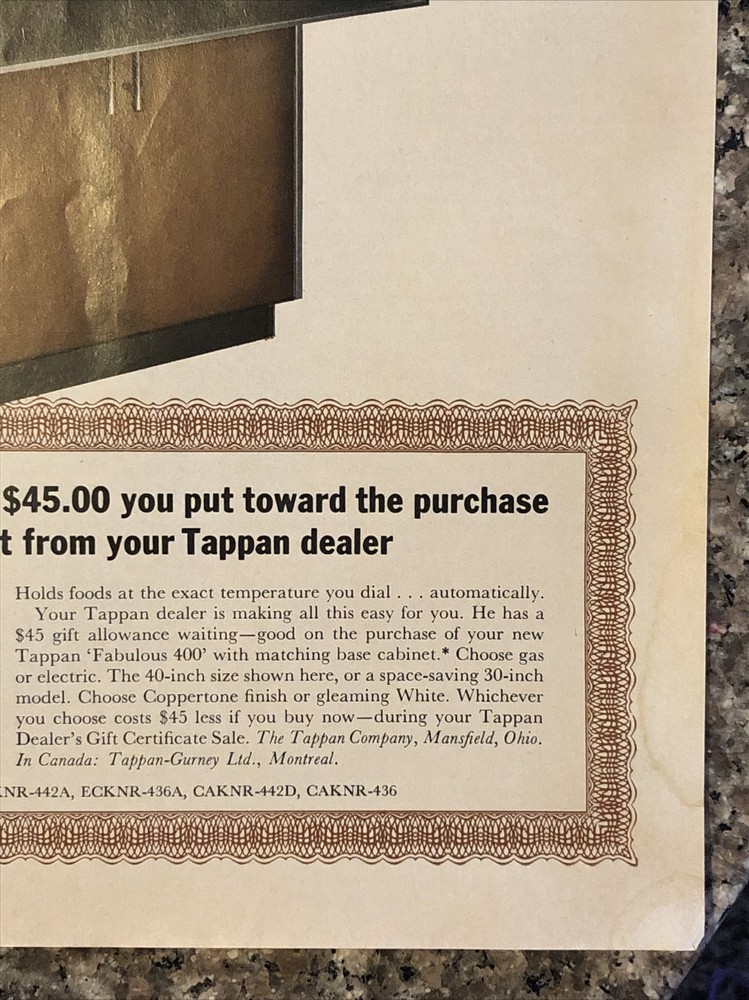 $45.00 you put toward the purchase
t from your Tappan dealer
Holds foods at the exact temperature you dial . . . automatically.
Your Tappan dealer is making all this easy for you. He has a
$45 gift allowance waiting—good on the purchase of your new
Tappan ‘Fabulous 400’ with matching base cabinet.* Choose gas
or electric. The 40-inch size shown here, or a space-saving 30-inch
model. Choose Coppertone finish or gleaming White. Whichever
you choose costs $45 less if you buy now—during your Tappan
Dealer's Gift Certificate Sale. The Tappan Company, Mansfield, Ohio.
In Canada: Tappan-Gurney Ltd., Montreal.
KNR-442A, ECKNR-436A, CAKNR-442D, CAKNR-436